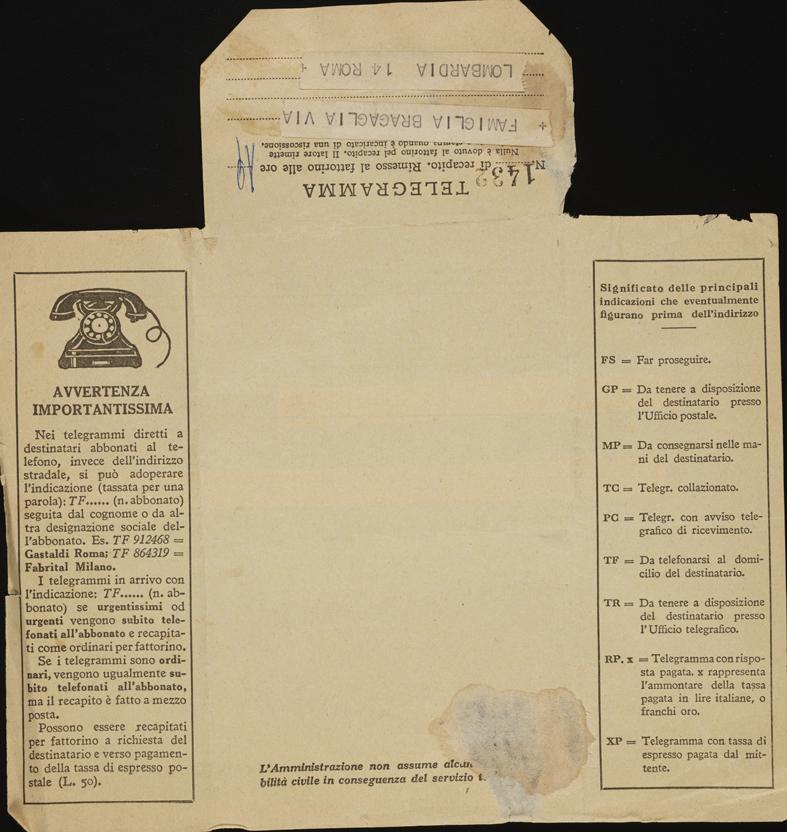 TELEGRAMMA
N. 1432 di recapito. Rimesso al fattorino alle ore
Nulla è dovuto al fattorino pel recapito. Il latore rimette
quando è incaricato di una riscossione.
+ FAMIGLIA BRAGAGLIA VIA
LOMBARDIA 14 ROMA +
AVVERTENZA
IMPORTANTISSIMA
Nei telegrammi diretti a
destinatari abbonati al te-
lefono, invece dell'indirizzo
stradale, si può adoperare
l'indicazione (tassata per una
parola): TF...... (n. abbonato)
seguita dal cognome o da al-
tra designazione sociale del-
l'abbonato. Es. TF 912468 =
Gastaldi Roma; TF 864319 =
Fabrital Milano.
I telegrammi in arrivo con
l'indicazione: TF...... (n. ab-
bonato) se urgentissimi od
urgenti vengono subito tele-
fonati all'abbonato e recapita-
ti come ordinari per fattorino.
Se i telegrammi sono ordi-
nari, vengono ugualmente su-
bito telefonati all'abbonato,
ma il recapito è fatto a mezzo
posta.
Possono essere recapitati
per fattorino a richiesta del
destinatario e verso pagamen-
to della tassa di espresso po-
stale (L. 50).
L'Amministrazione non assume
bilità civile in conseguenza del servizio
Significato delle principali
indicazioni che eventualmente
figurano prima dell'indirizzo
FS = Far proseguire.
GP = Da tenere a disposizione
del destinatario presso
l'Ufficio postale.
MP = Da consegnarsi nelle ma-
ni del destinatario.
TC = Telegr. collazionato.
PC = Telegr. con avviso tele-
grafico di ricevimento.
TF = Da telefonarsi al domi-
cilio del destinatario.
TR = Da tenere a disposizione
del destinatario presso
l'Ufficio telegrafico.
RP. x = Telegramma con rispo-
sta pagata. x rappresenta
l'ammontare della tassa
pagata in lire italiane, o
franchi oro.
XP = Telegramma con tassa di
espresso pagata dal mit-
tente.